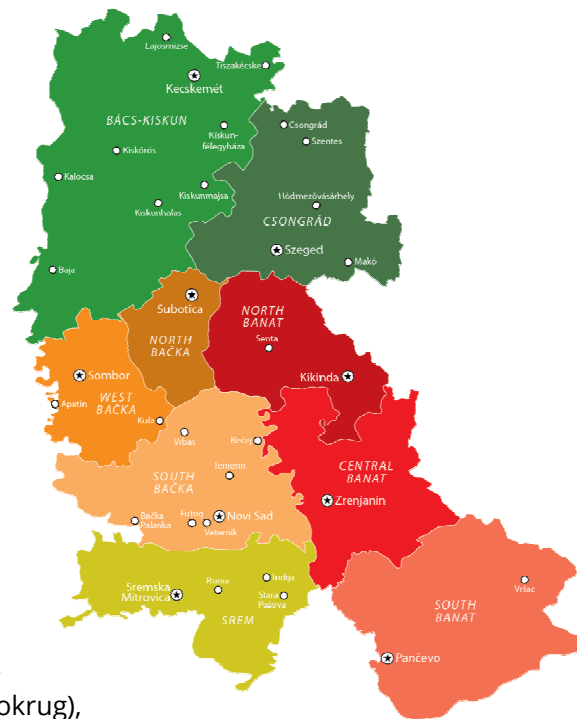 Lajosmizse
Tiszakécske
Kecskemét
BÁCS-KISKUN
Csongrád
Kiskun-
félegyháza
Szentes
Kiskőrös
Kalocsa
Kiskunmajsa
Hódmezővásárhely
Kiskunhalas
CSONGRÁD
Szeged
Makó
Baja
Subotica
NORTH
BANAT
NORTH
BAČKA
Senta
Sombor
Kikinda
WEST
BAČKA
Apatin
Kula
Vrbas
Bečej
SOUTH
BAČKA
Temerin
CENTRAL
BANAT
Zrenjanin
Bačka
Palanka
Futog
Novi Sad
Veternik
Inđija
Ruma
Sremska
Mitrovica
Stara
Pazova
SREM
Vršac
SOUTH
BANAT
Pančevo
okrug),